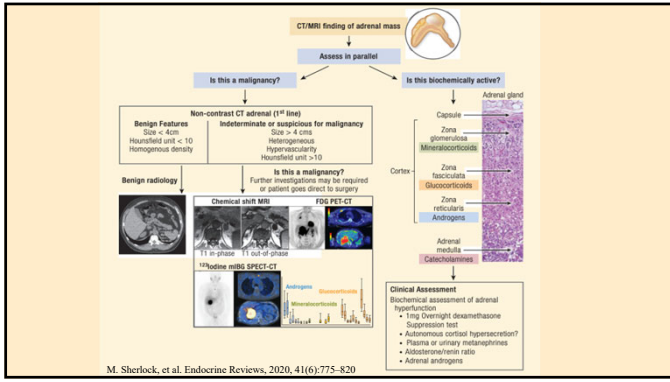 CT/MRI finding of adrenal mass
Assess in parallel
Is this a malignancy?
Is this biochemically active?
Non-contrast CT adrenal (1st line)
Benign Features
Size < 4cm
Hounsfield unit < 10
Homogenous density
Indeterminate or suspicious for malignancy
Size > 4 cms
Heterogeneous
Hypervascularity
Hounsfield unit >10
Benign radiology
Is this a malignancy?
Further investigations may be required
or patient goes direct to surgery
Chemical shift MRI
FDG PET-CT
T1 in-phase
T1 out-of-phase
¹²³Iodine mIBG SPECT-CT
Androgens
Glucocorticoids
Mineralocorticoids
Adrenal gland
Capsule
Zona
glomerulosa
Mineralocorticoids
Cortex
Zona
fasciculata
Glucocorticoids
Zona
reticularis
Androgens
Adrenal
medulla
Catecholamines
Clinical Assessment
Biochemical assessment of adrenal
hyperfunction
• 1mg Overnight dexamethasone
Suppression test
• Autonomous cortisol hypersecretion?
• Plasma or urinary metanephrines
• Aldosterone/renin ratio
• Adrenal androgens
M. Sherlock, et al. Endocrine Reviews, 2020, 41(6):775–820